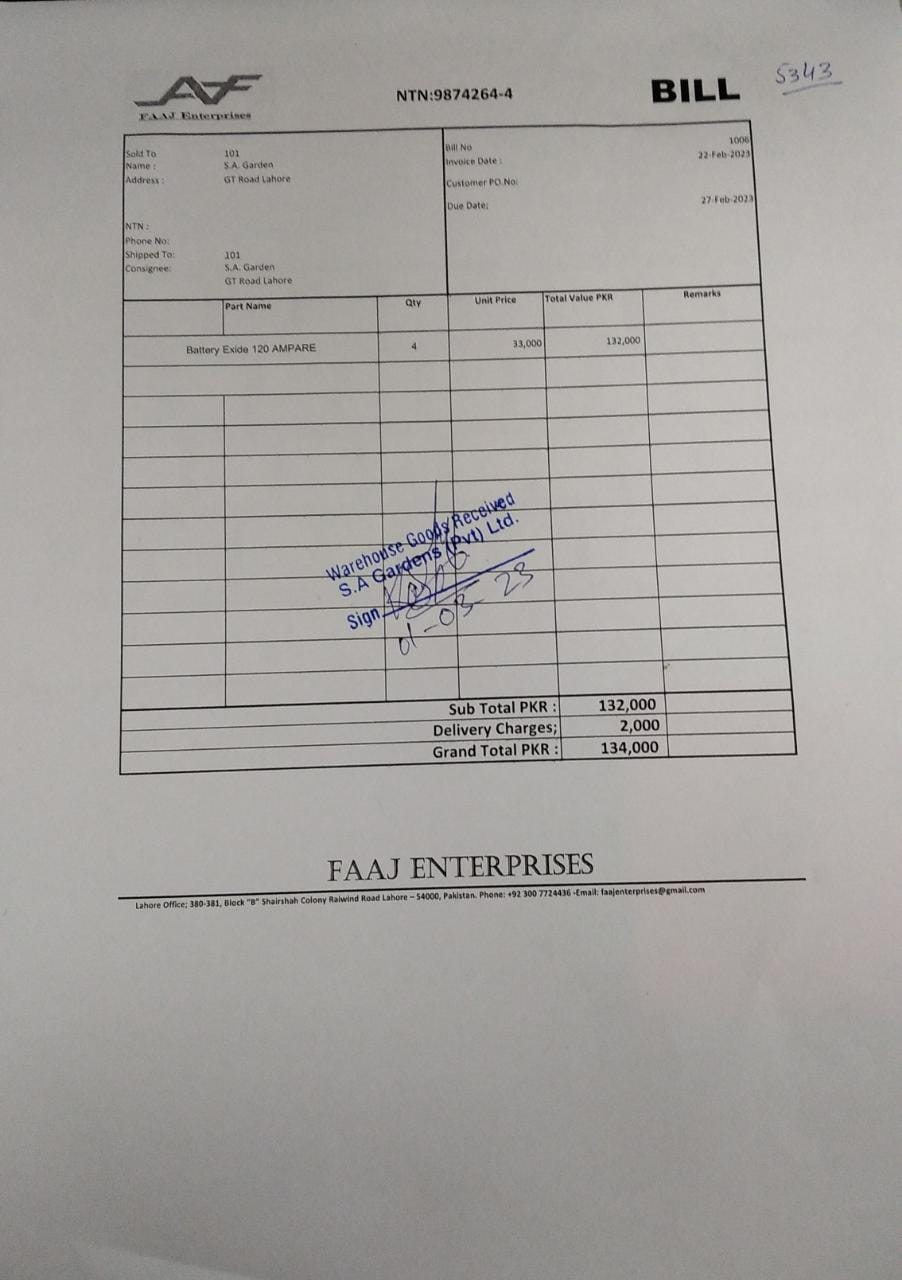 AAF
FAAJ Enterprises
NTN:9874264-4
BILL
5343
Sold To 101
Name : S.A. Garden
Address : GT Road Lahore
NTN :
Phone No:
Shipped To: 101
Consignee: S.A. Garden
GT Road Lahore
Bill No 1006
Invoice Date : 22-Feb-2023
Customer PO.No:
Due Date; 27-Feb-2023
Part Name Qty Unit Price Total Value PKR Remarks
Battery Exide 120 AMPARE 4 33,000 132,000
Warehouse Goods Received
S.A Gardens (Pvt) Ltd.
Sign
01-03-23
Sub Total PKR : 132,000
Delivery Charges; 2,000
Grand Total PKR : 134,000
FAAJ ENTERPRISES
Lahore Office; 380-381, Block "B" Shairshah Colony Raiwind Road Lahore – 54000, Pakistan. Phone: +92 300 7724436 -Email: faajenterprises@gmail.com